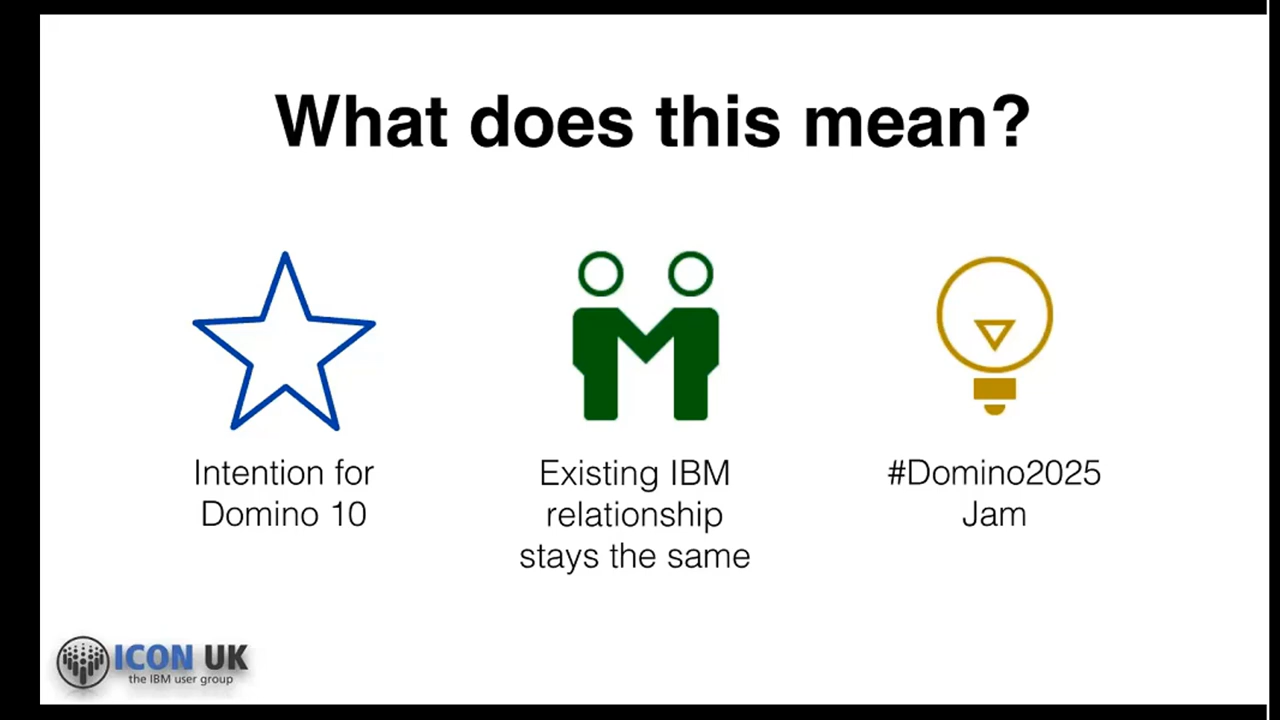 What does this mean?
Intention for
Domino 10
Existing IBM
relationship
stays the same
#Domino2025
Jam
ICON UK
the IBM user group